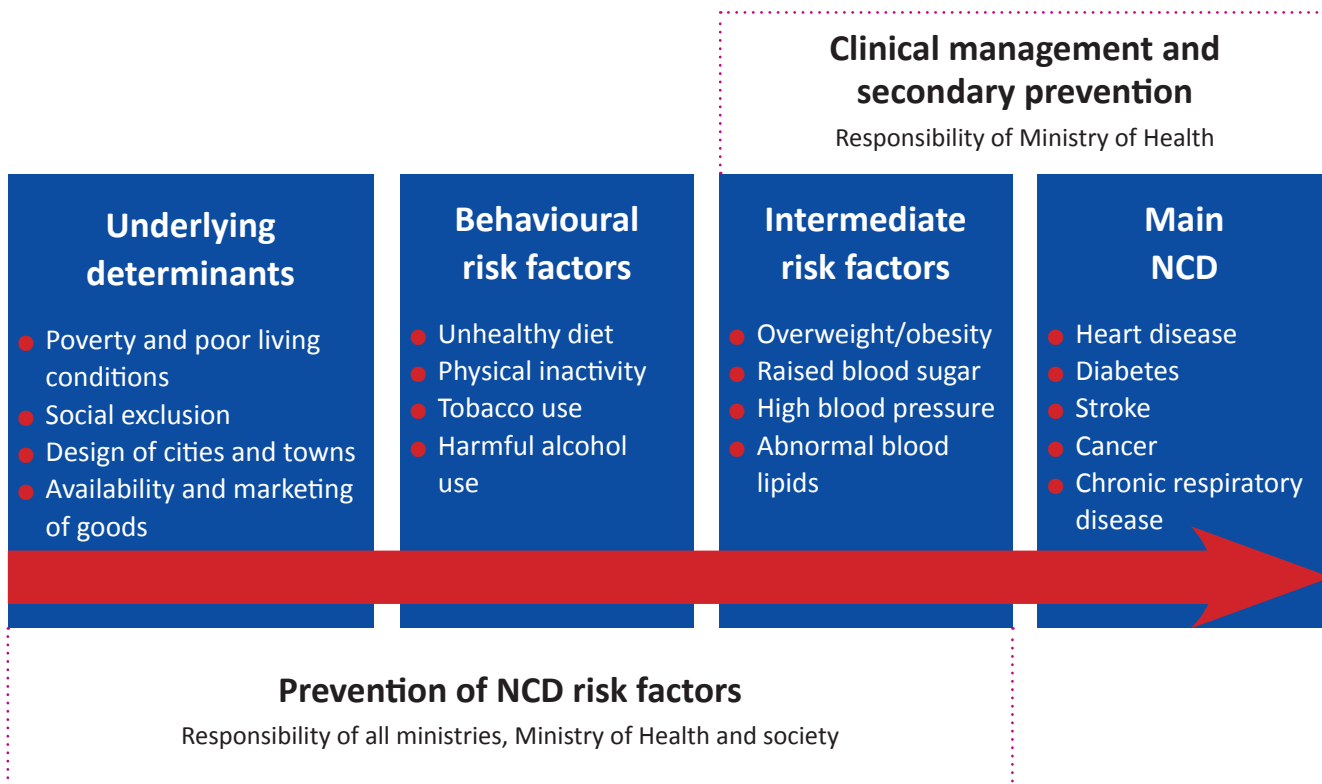 Clinical management and
secondary prevention
Responsibility of Ministry of Health
Underlying
determinants
Poverty and poor living
conditions
Social exclusion
Design of cities and towns
Availability and marketing
of goods
Behavioural
risk factors
Unhealthy diet
Physical inactivity
Tobacco use
Harmful alcohol
use
Intermediate
risk factors
Overweight/obesity
Raised blood sugar
High blood pressure
Abnormal blood
lipids
Main
NCD
Heart disease
Diabetes
Stroke
Cancer
Chronic respiratory
disease
Prevention of NCD risk factors
Responsibility of all ministries, Ministry of Health and society